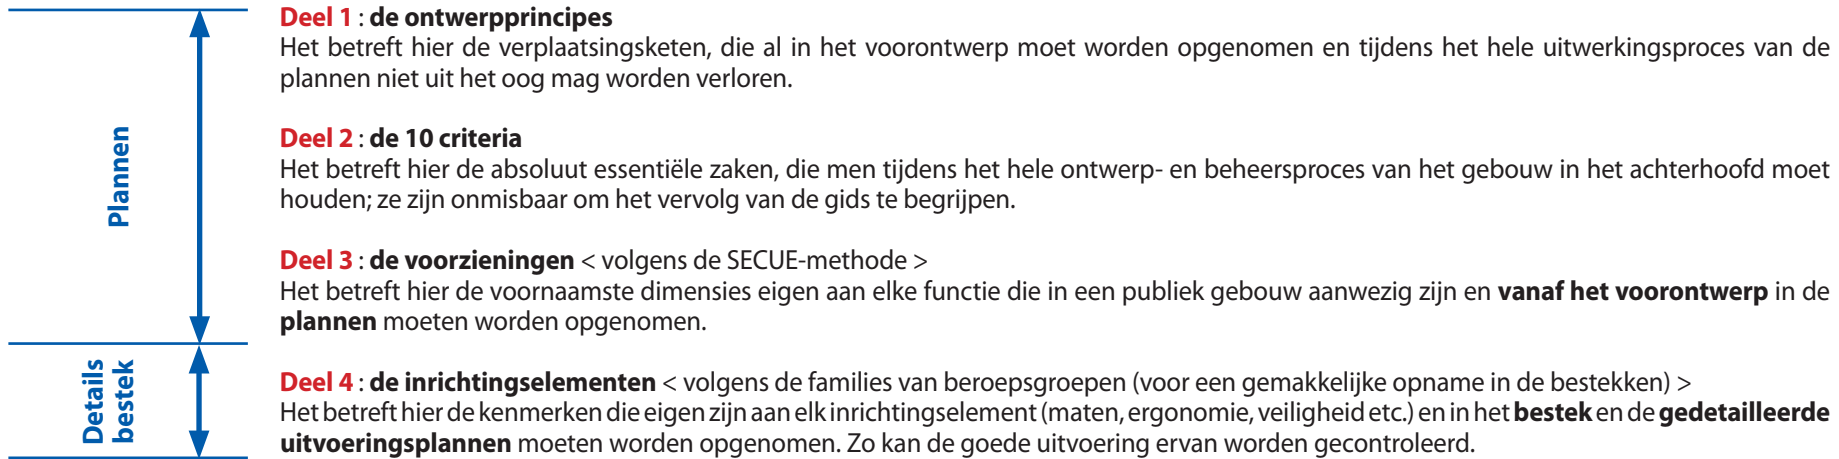 Plannen
Deel 1 : de ontwerpprincipes
Het betreft hier de verplaatsingsketen, die al in het voorontwerp moet worden opgenomen en tijdens het hele uitwerkingsproces van de
plannen niet uit het oog mag worden verloren.
Deel 2 : de 10 criteria
Het betreft hier de absoluut essentiële zaken, die men tijdens het hele ontwerp- en beheersproces van het gebouw in het achterhoofd moet
houden; ze zijn onmisbaar om het vervolg van de gids te begrijpen.
Deel 3 : de voorzieningen < volgens de SECUE-methode >
Het betreft hier de voornaamste dimensies eigen aan elke functie die in een publiek gebouw aanwezig zijn en vanaf het voorontwerp in de
plannen moeten worden opgenomen.
Details
bestek
Deel 4 : de inrichtingselementen < volgens de families van beroepsgroepen (voor een gemakkelijke opname in de bestekken) >
Het betreft hier de kenmerken die eigen zijn aan elk inrichtingselement (maten, ergonomie, veiligheid etc.) en in het bestek en de gedetailleerde
uitvoeringsplannen moeten worden opgenomen. Zo kan de goede uitvoering ervan worden gecontroleerd.